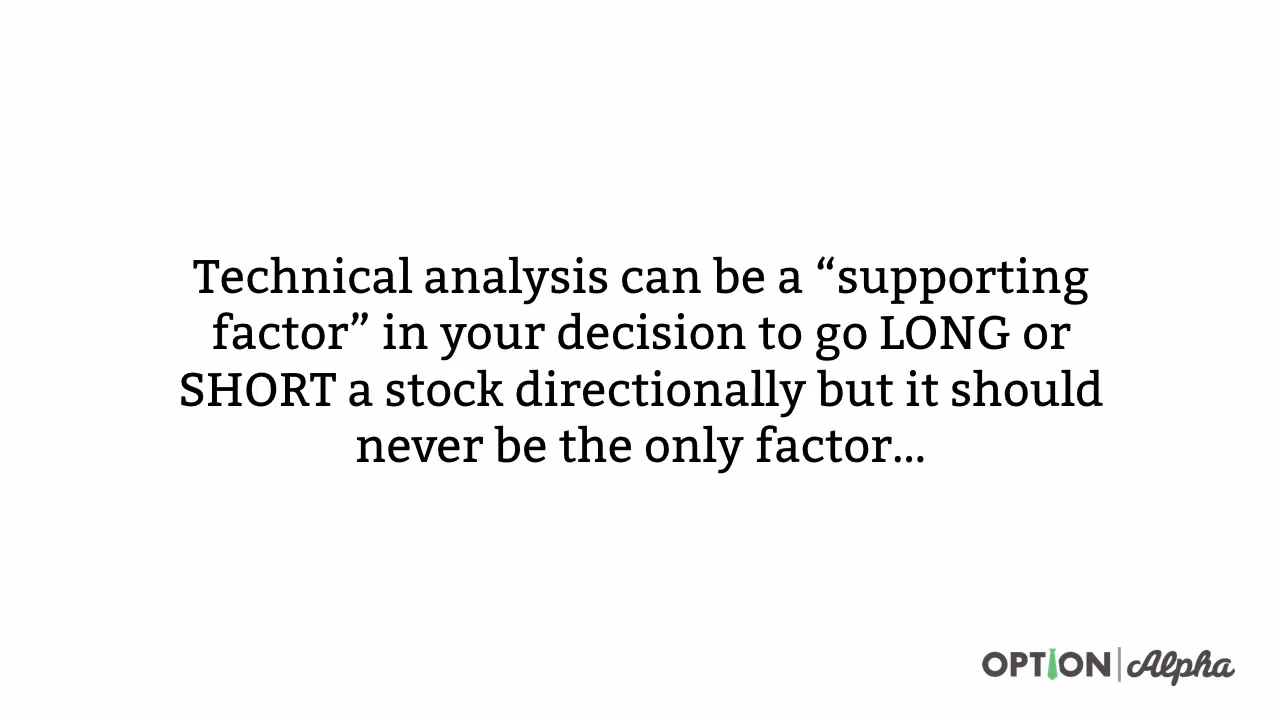 Technical analysis can be a “supporting
factor” in your decision to go LONG or
SHORT a stock directionally but it should
never be the only factor...
OPTION | Alpha